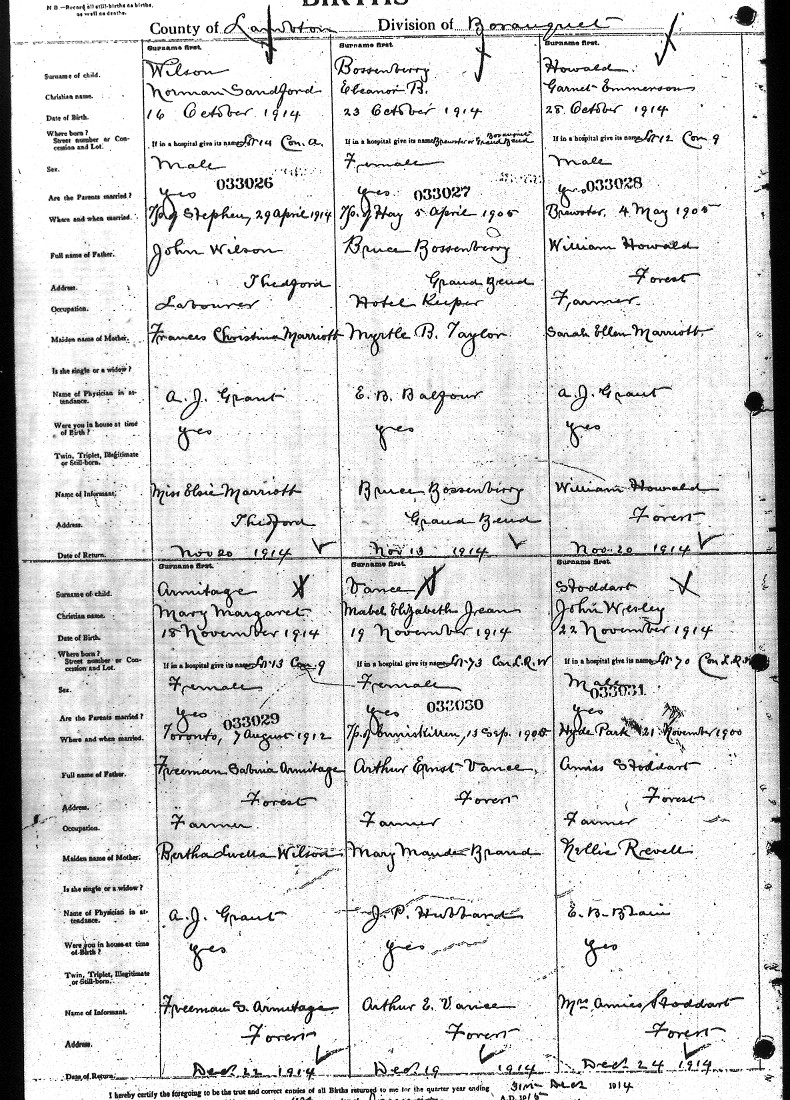 BIRTHS
N B—Record all still-births as births, as well as deaths.
County of Lambton Division of Bosanquet
Surname first. Surname first. Surname first.
Surname of child. Wilson Bossenberry Howald
Christian name. Norman Sandford Eleanor B. Garnet Emmerson
Date of Birth. 16 October 1914 23 October 1914 28 October 1914
Where born? Street number or Concession and Lot. If in a hospital give its name Lot 14 Con. A. If in a hospital give its name Brewster or Grand Bend Bosanquet If in a hospital give its name Lot 12 Con 9
Sex. Male Female Male
033026 033027 033028
Are the Parents married? yes yes yes
Where and when married. Tp. of Stephen, 29 April 1914 Tp. of Hay 5 April 1905 Brewster, 4 May 1905
Full name of Father. John Wilson Bruce Bossenberry William Howald
Address. Thedford Grand Bend Forest
Occupation. Labourer Hotel Keeper Farmer
Maiden name of Mother. Frances Christina Marriott Myrtle B. Taylor Sarah Ellen Marriott
Is she single or a widow?
Name of Physician in attendance. A. J. Grant E. B. Balfour A. J. Grant
Were you in house at time of Birth? yes yes yes
Twin, Triplet, Illegitimate or Still-born.
Name of Informant. Miss Elsie Marriott Bruce Bossenberry William Howald
Address. Thedford Grand Bend Forest
Date of Return. Nov 20 1914 Nov 13 1914 Nov. 20 1914
Surname first. Surname first. Surname first.
Surname of child. Armitage Vance Stoddart
Christian name. Mary Margaret Mabel Elizabeth Jean John Wesley
Date of Birth. 18 November 1914 19 November 1914 22 November 1914
Where born? Street number or Concession and Lot. If in a hospital give its name Lot 13 Con. 9 If in a hospital give its name Lot 73 Con. L.R.W If in a hospital give its name Lot 70 Con L.R.W
Sex. Female Female Male
033029 033030 033031
Are the Parents married? yes yes yes
Where and when married. Toronto, 7 August 1912 Tp. of Enniskillen, 13 Sep. 1905 Hyde Park 21 November 1900
Full name of Father. Freeman Sabina Armitage Arthur Ernst Vance Amiss Stoddart
Address. Forest Forest Forest
Occupation. Farmer Farmer Farmer
Maiden name of Mother. Bertha Luella Wilson Mary Maude Brand Nellie Revell
Is she single or a widow?
Name of Physician in attendance. A. J. Grant J. P. Hubbard E. B. Blain
Were you in house at time of Birth? yes yes yes
Twin, Triplet, Illegitimate or Still-born.
Name of Informant. Freeman S. Armitage Arthur E. Vance Mrs Amies Stoddart
Address. Forest Forest Forest
Date of Return. Dec. 22 1914 Dec. 19 1914 Dec. 24 1914
I hereby certify the foregoing to be the true and correct entries of all Births returned to me for the quarter year ending 31st Dec 1914
A.D. 1915